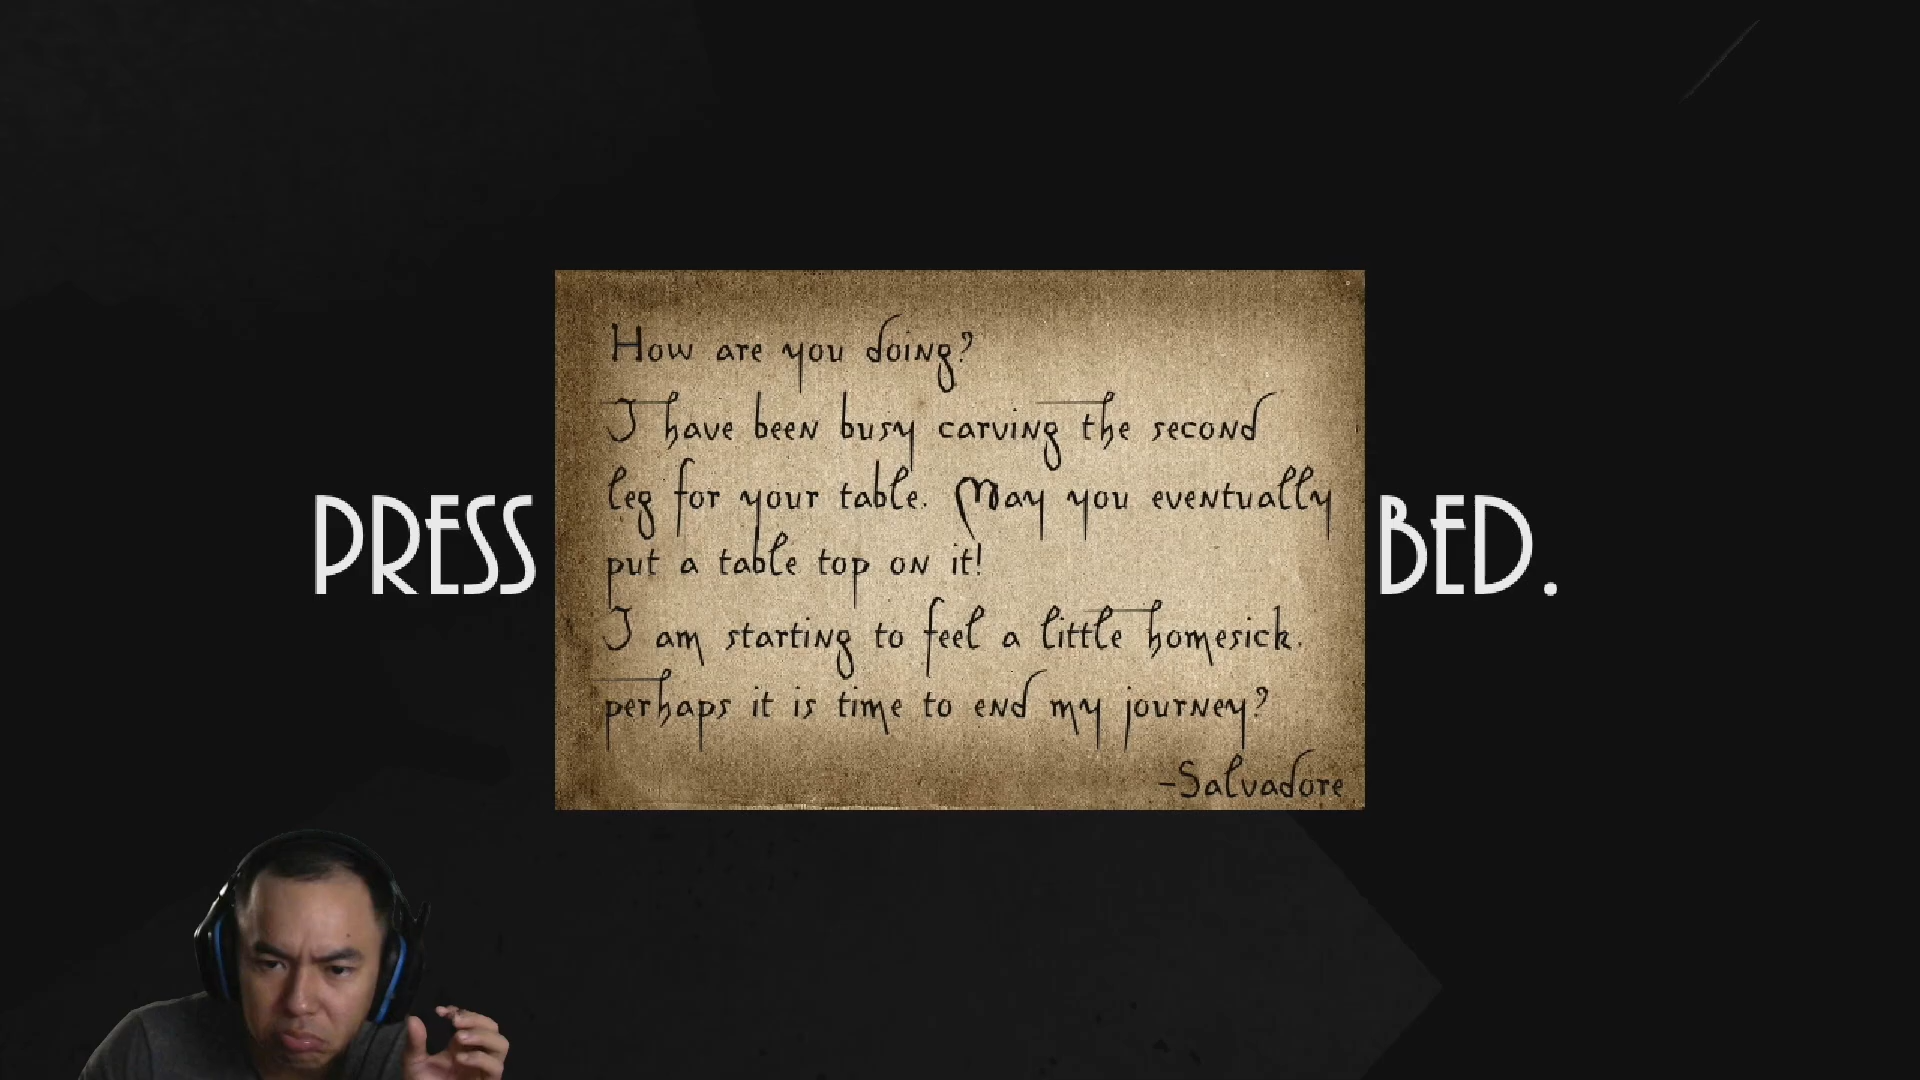 How are you doing?
I have been busy carving the second
leg for your table. May you eventually
put a table top on it!
I am starting to feel a little homesick.
perhaps it is time to end my journey?
-Salvadore
PRESS
BED.